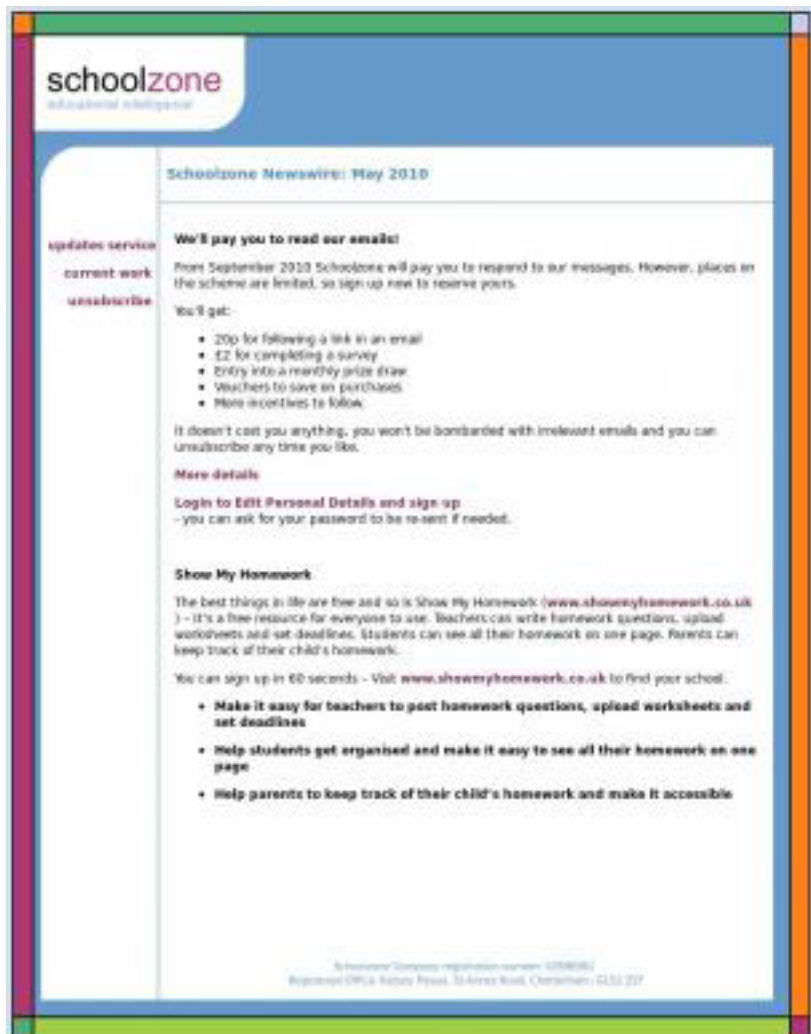 schoolzone
educational intelligence
Schoolzone Newswire: May 2010
updates service
current work
unsubscribe
We'll pay you to read our emails!
From September 2010 Schoolzone will pay you to respond to our messages. However, places on
the scheme are limited, so sign up now to reserve yours.
You'll get:
• 20p for following a link in an email
• £2 for completing a survey
• Entry into a monthly prize draw
• Vouchers to save on purchases
• More incentives to follow.
It doesn't cost you anything, you won't be bombarded with irrelevant emails and you can
unsubscribe any time you like.
More details
Login to Edit Personal Details and sign up
- you can ask for your password to be re-sent if needed.
Show My Homework
The best things in life are free and so is Show My Homework (www.showmyhomework.co.uk
) – it's a free resource for everyone to use. Teachers can write homework questions, upload
worksheets and set deadlines. Students can see all their homework on one page. Parents can
keep track of their child's homework.
You can sign up in 60 seconds – Visit www.showmyhomework.co.uk to find your school:
• Make it easy for teachers to post homework questions, upload worksheets and
set deadlines
• Help students get organised and make it easy to see all their homework on one
page
• Help parents to keep track of their child's homework and make it accessible
Schoolzone Company registration number
Registered Office: House, Road, Cheltenham,